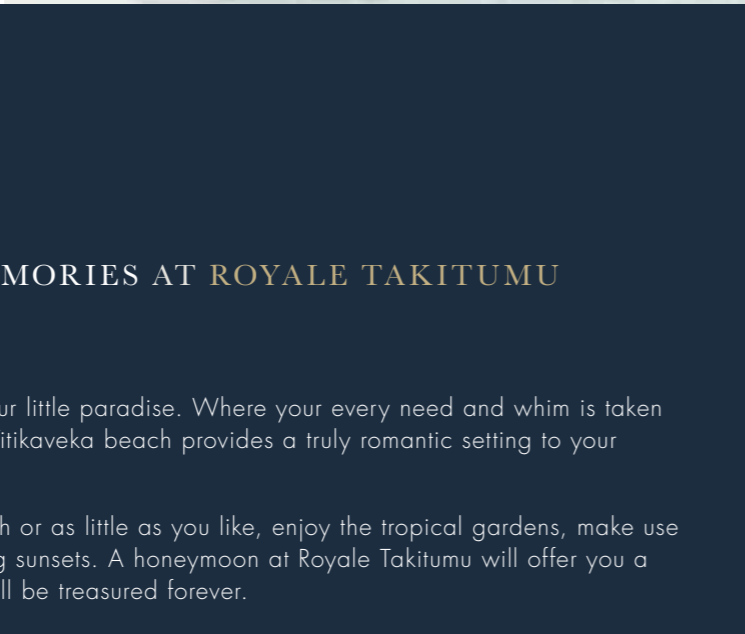 MORIES AT ROYALE TAKITUMU
ur little paradise. Where your every need and whim is taken
itikaveka beach provides a truly romantic setting to your
h or as little as you like, enjoy the tropical gardens, make use
g sunsets. A honeymoon at Royale Takitumu will offer you a
ll be treasured forever.